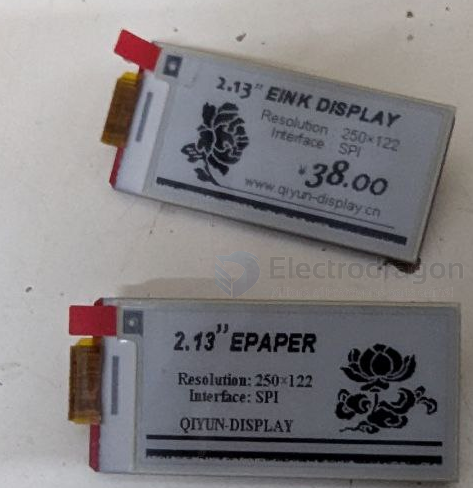 2.13" EINK DISPLAY
Resolution : 250×122
Interface: SPI
¥38.00
www.qiyun-display.cn
Electrodragon
2.13" EPAPER
Resolution: 250×122
Interface: SPI
QIYUN-DISPLAY